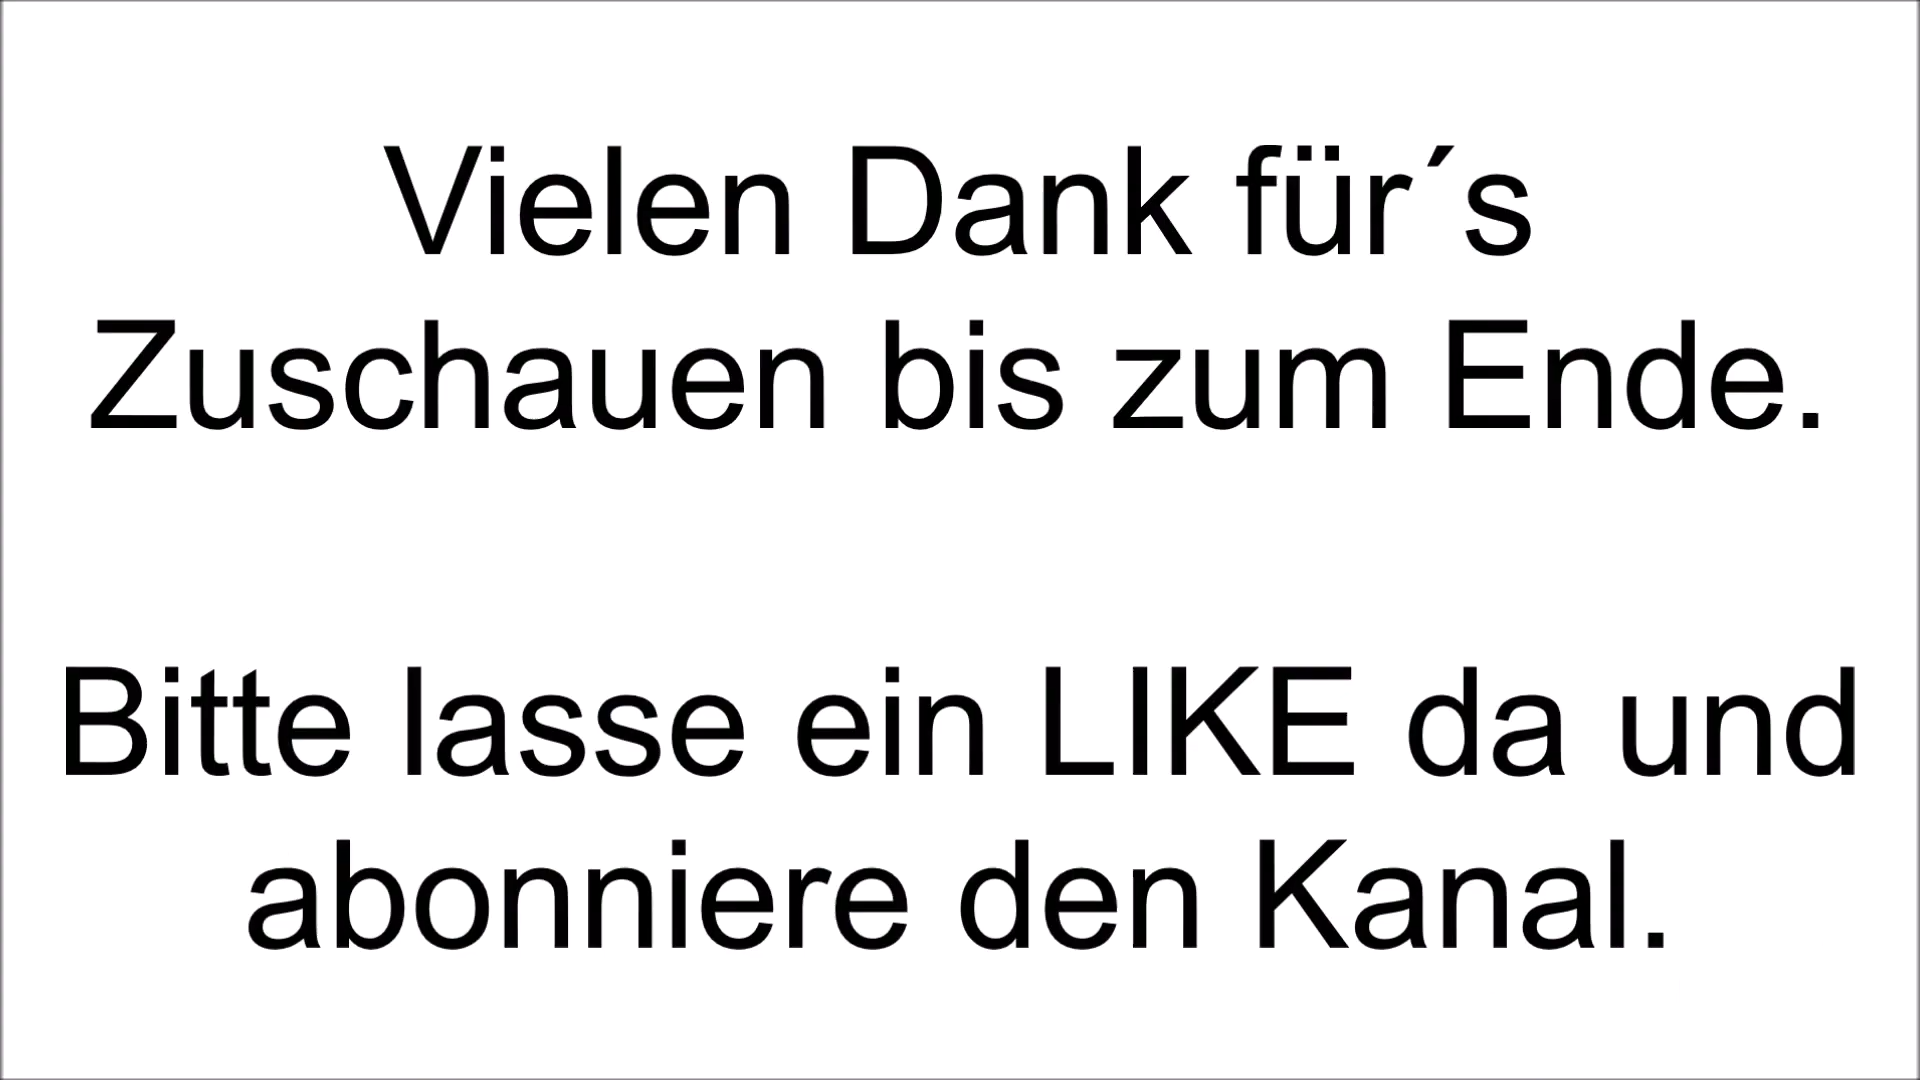 Vielen Dank für´s
Zuschauen bis zum Ende.
Bitte lasse ein LIKE da und
abonniere den Kanal.